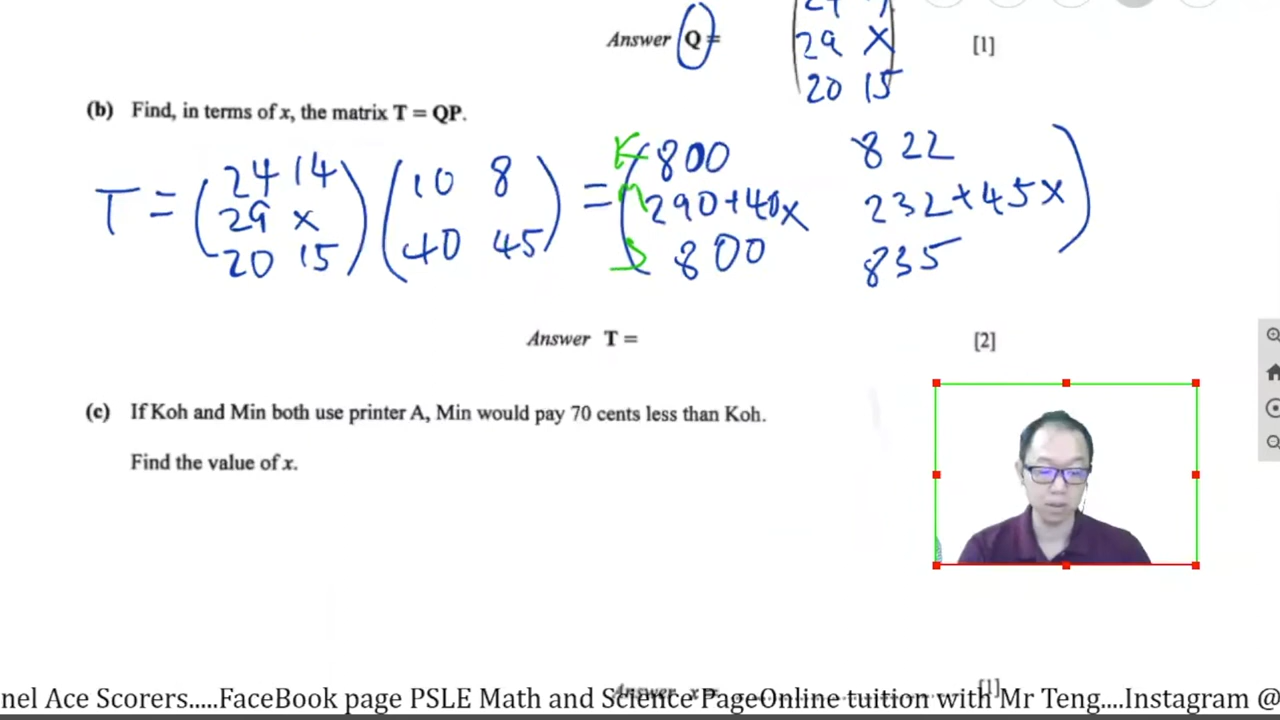 Answer Q = [1]
29 x
20 15
(b) Find, in terms of x, the matrix T = QP.
T = (24 14) (10 8) = (K 800 822)
(29 x) (M 290+40x 232+45x)
(20 15) (40 45) (S 800 835)
Answer T = [2]
(c) If Koh and Min both use printer A, Min would pay 70 cents less than Koh.
Find the value of x.
Answer x = [1]
nel Ace Scorers.....FaceBook page PSLE Math and Science PageOnline tuition with Mr Teng....Instagram @